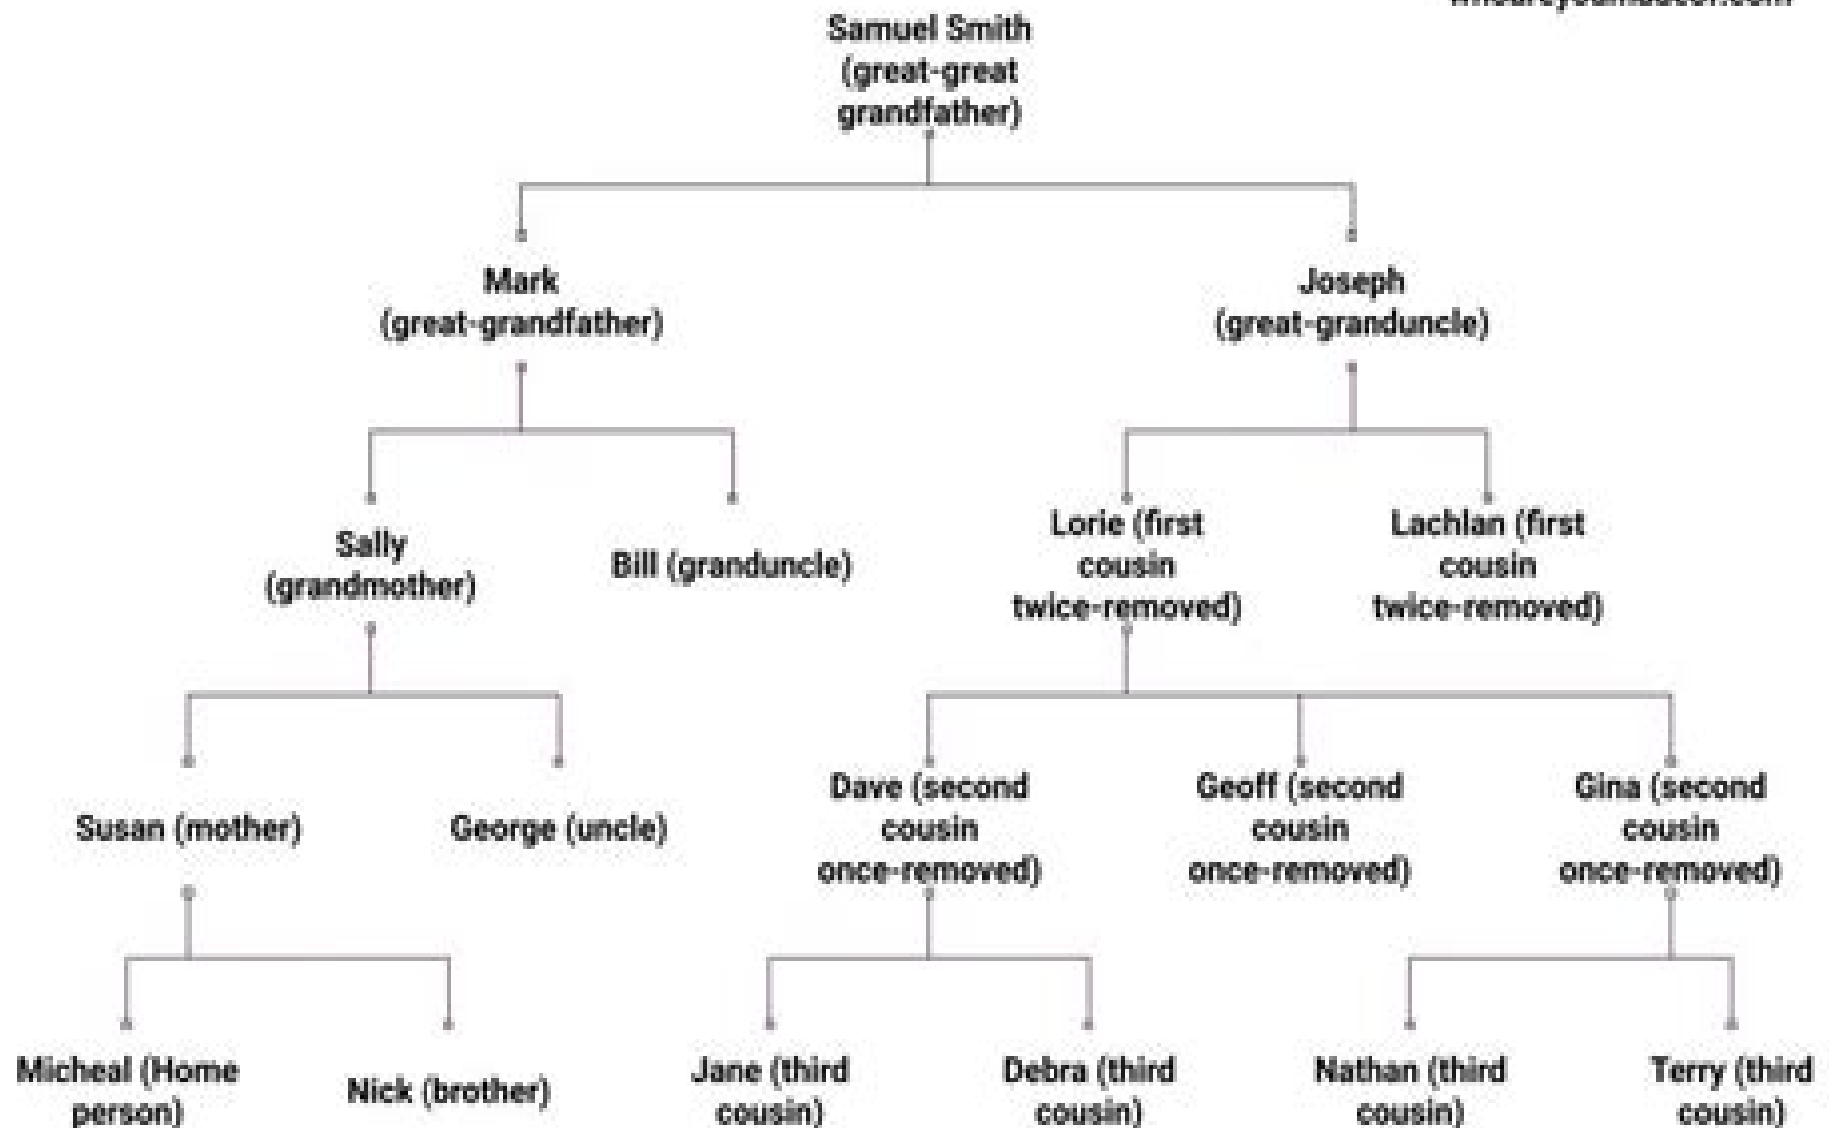 Samuel Smith
(great-great
grandfather)
Mark
(great-grandfather)
Joseph
(great-granduncle)
Sally
(grandmother)
Bill (granduncle)
Lorie (first
cousin
twice-removed)
Lachlan (first
cousin
twice-removed)
Susan (mother)
George (uncle)
Dave (second
cousin
once-removed)
Geoff (second
cousin
once-removed)
Gina (second
cousin
once-removed)
Micheal (Home
person)
Nick (brother)
Jane (third
cousin)
Debra (third
cousin)
Nathan (third
cousin)
Terry (third
cousin)